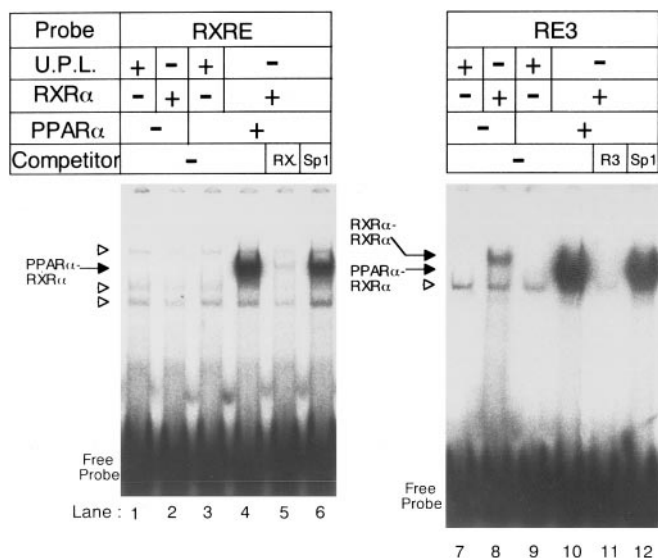 Probe RXRE
U.P.L. + - + -
RXRα - + - +
PPARα - +
Competitor - RX. Sp1
PPARα-
RXRα
Free
Probe
Lane : 1 2 3 4 5 6
RE3
+ - + -
- + - +
- +
- R3 Sp1
RXRα-
RXRα
PPARα-
RXRα
Free
Probe
7 8 9 10 11 12